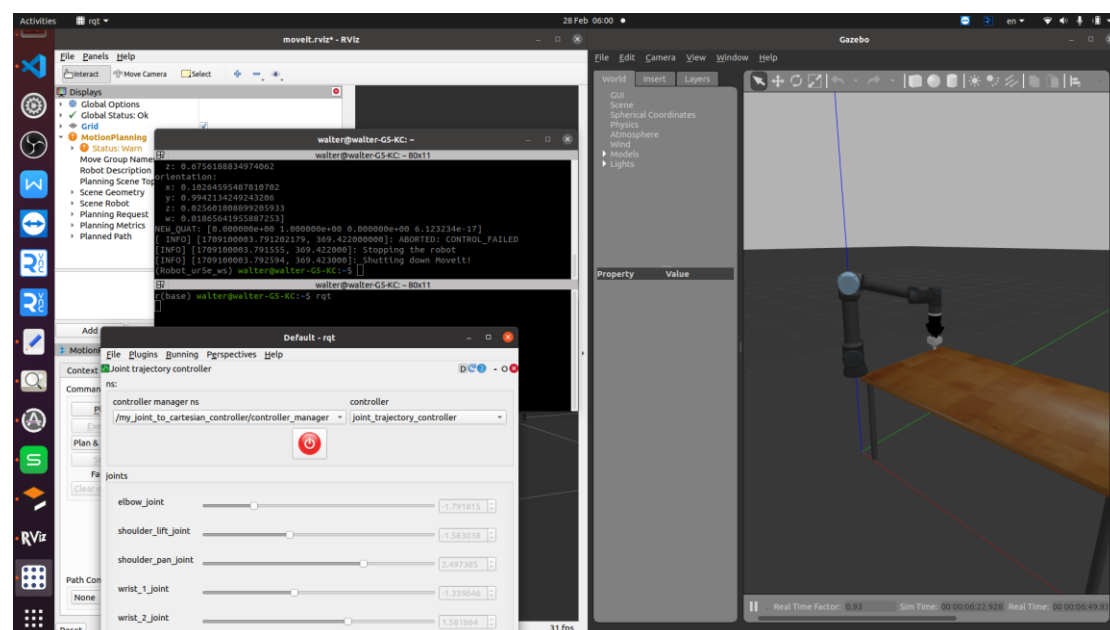 Activities
rqt
28 Feb 06:00
en
moveit.rviz* - RViz
File Panels Help
Interact Move Camera Select
Displays
Global Options
Global Status: Ok
Grid
MotionPlanning
Status: Warn
Move Group Name
Robot Description
Planning Scene Top
Scene Geometry
Scene Robot
Planning Request
Planning Metrics
Planned Path
Add
Motion
Context
Comman
Pl
Exe
Plan &
Fa
Clear
Path Con
None
Reset
31 fps
walter@walter-G5-KC: ~
walter@walter-G5-KC: ~ 80x11
z: 0.6756188834974062
orientation:
x: 0.10264595487810702
y: 0.9942134249243206
z: 0.025601008899205933
w: 0.01865641955887253]
NEW_QUAT: [0.000000e+00 1.000000e+00 0.000000e+00 6.123234e-17]
[ INFO] [1709100003.791202179, 369.422000000]: ABORTED: CONTROL_FAILED
[INFO] [1709100003.791555, 369.422000]: Stopping the robot
[INFO] [1709100003.792594, 369.423000]: Shutting down Moveit!
(Robot_ur5e_ws) walter@walter-G5-KC:~$
walter@walter-G5-KC: ~ 80x11
r(base) walter@walter-G5-KC:~$ rqt
Default - rqt
File Plugins Running Perspectives Help
Joint trajectory controller
D
- O
ns:
controller manager ns controller
/my_joint_to_cartesian_controller/controller_manager joint_trajectory_controller
joints
elbow_joint -1.791815
shoulder_lift_joint -1.583038
shoulder_pan_joint 2.497385
wrist_1_joint -1.339646
wrist_2_joint 1.581864
Gazebo
File Edit Camera View Window Help
World Insert Layers
GUI
Scene
Spherical Coordinates
Physics
Atmosphere
Wind
Models
Lights
Property Value
Real Time Factor: 0.93 Sim Time: 00 00:06:22.928 Real Time: 00 00:06:49.93
RViz
VNC
VNC